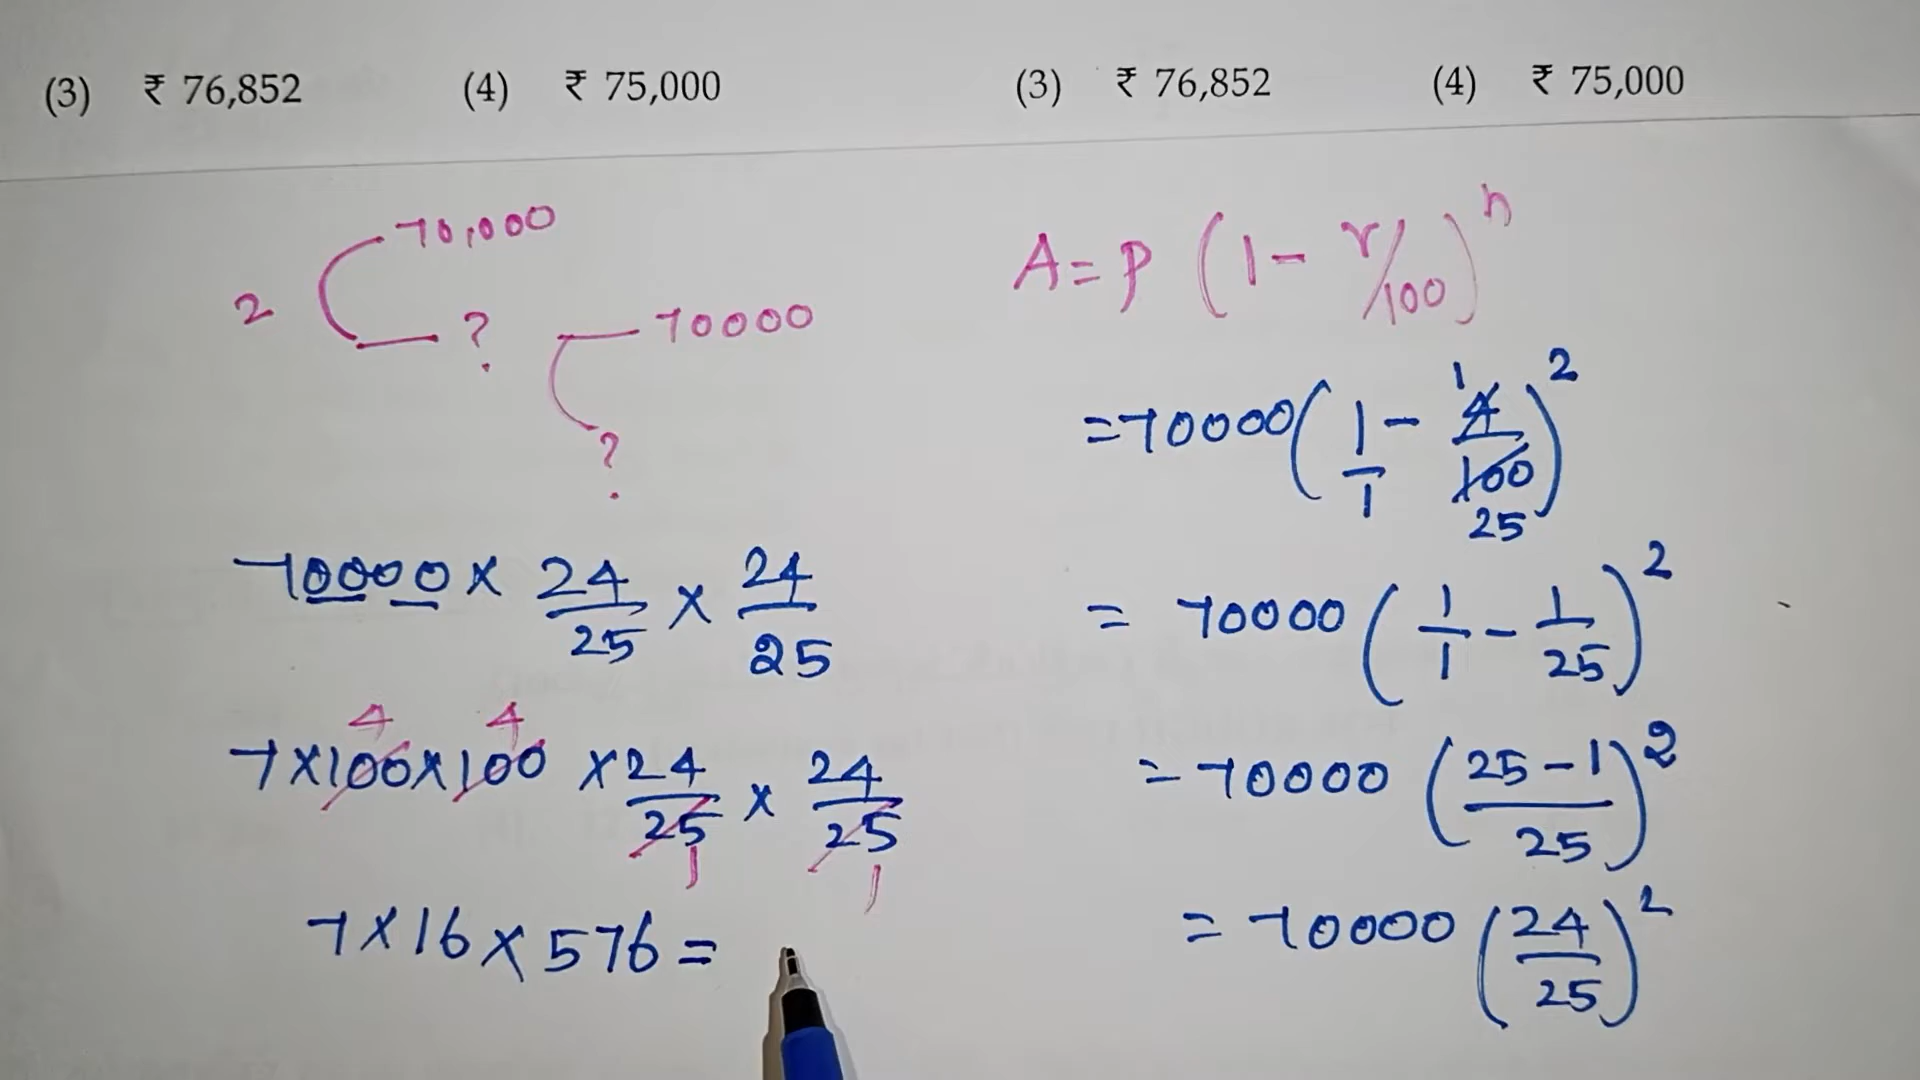 (3) ₹ 76,852 (4) ₹ 75,000 (3) ₹ 76,852 (4) ₹ 75,000
70,000
2
?
70000
?
70000 × 24/25 × 24/25
4 4
7×100×100 × 24/25 × 24/25
1 1
7×16×576=
A=P (1- r/100)^n
=70000(1/1 - 4/100)^2
1
25
= 70000 (1/1 - 1/25)^2
= 70000 (25-1/25)^2
= 70000 (24/25)^2